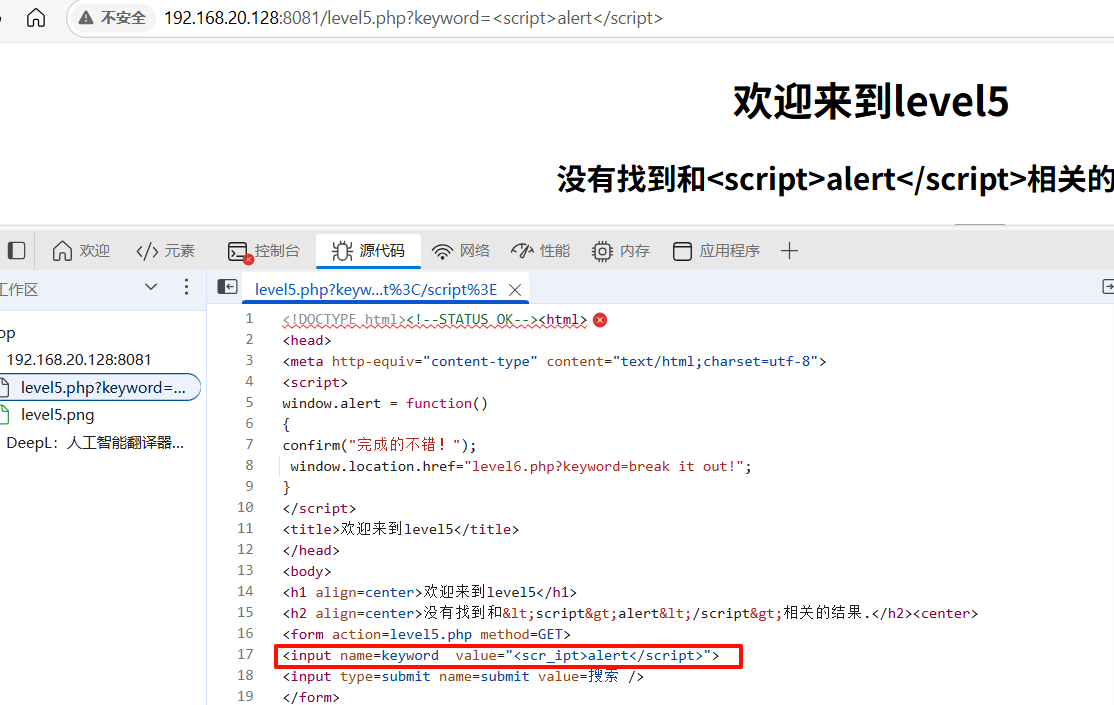 不安全 192.168.20.128:8081/level5.php?keyword=<script>alert</script>
欢迎来到level5
没有找到和<script>alert</script>相关的
欢迎 </> 元素 控制台 源代码 网络 性能 内存 应用程序
工作区
level5.php?keyw...t%3C/script%3E
op
192.168.20.128:8081
level5.php?keyword=...
level5.png
DeepL：人工智能翻译器...
1 <!DOCTYPE html><!--STATUS OK--><html>
2 <head>
3 <meta http-equiv="content-type" content="text/html;charset=utf-8">
4 <script>
5 window.alert = function()
6 {
7 confirm("完成的不错！");
8 window.location.href="level6.php?keyword=break it out!";
9 }
10 </script>
11 <title>欢迎来到level5</title>
12 </head>
13 <body>
14 <h1 align=center>欢迎来到level5</h1>
15 <h2 align=center>没有找到和&lt;script&gt;alert&lt;/script&gt;相关的结果.</h2><center>
16 <form action=level5.php method=GET>
17 <input name=keyword  value="<scr_ipt>alert</script>">
18 <input type=submit name=submit value=搜索 />
19 </form>